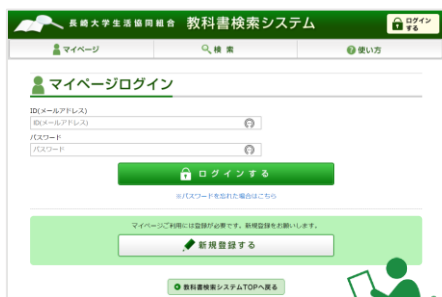 長崎大学生活協同組合 教科書検索システム
ログインする
マイページ
検索
使い方
マイページログイン
ID(メールアドレス)
ID(メールアドレス)
パスワード
パスワード
ログインする
※パスワードを忘れた場合はこちら
マイページご利用には登録が必要です。新規登録をお願いします。
新規登録する
教科書検索システムTOPへ戻る